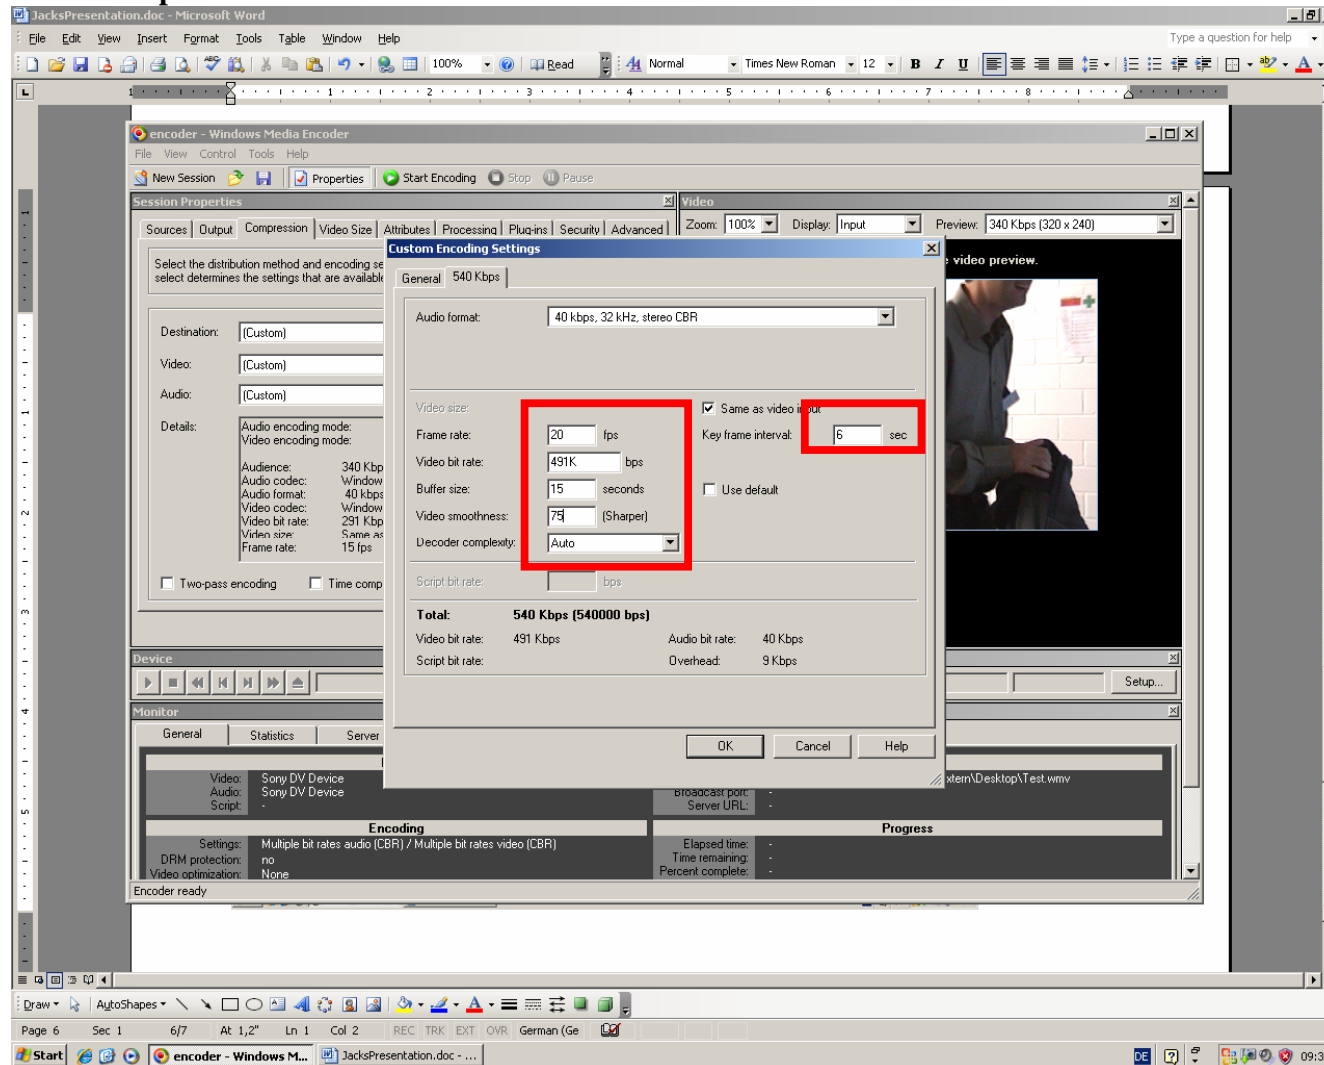 JacksPresentation.doc - Microsoft Word
File Edit View Insert Format Tools Table Window Help
Type a question for help
100% Read Normal Times New Roman 12 B I U
1 1 2 3 4 5 6 7 8
encoder - Windows Media Encoder
File View Control Tools Help
New Session Properties Start Encoding Stop Pause
Session Properties
Video
Sources Output Compression Video Size Attributes Processing Plug-ins Security Advanced
Zoom: 100% Display: Input Preview: 340 Kbps (320 x 240)
Custom Encoding Settings
Select the distribution method and encoding se
select determines the settings that are available
video preview.
General 540 Kbps
Audio format: 40 kbps, 32 kHz, stereo CBR
Destination: (Custom)
Video: (Custom)
Audio: (Custom)
Video size: Same as video input
Details: Audio encoding mode:
Video encoding mode:
Frame rate: 20 fps Key frame interval: 6 sec
Video bit rate: 491K bps
Audience: 340 Kbp
Audio codec: Window
Audio format: 40 kbps
Video codec: Window
Video bit rate: 291 Kbp
Video size: Same as
Frame rate: 15 fps
Buffer size: 15 seconds Use default
Video smoothness: 75 (Sharper)
Decoder complexity: Auto
Two-pass encoding Time comp
Script bit rate: bps
Total: 540 Kbps (540000 bps)
Video bit rate: 491 Kbps Audio bit rate: 40 Kbps
Script bit rate: Overhead: 9 Kbps
Device
Setup...
Monitor
General Statistics Server
OK Cancel Help
Video: Sony DV Device
Audio: Sony DV Device
Script: -
xtern\Desktop\Test.wmv
Broadcast port: -
Server URL: -
Encoding
Progress
Settings: Multiple bit rates audio (CBR) / Multiple bit rates video (CBR)
DRM protection: no
Video optimization: None
Elapsed time: -
Time remaining: -
Percent complete: -
Encoder ready
Draw AutoShapes
Page 6 Sec 1 6/7 At 1,2" Ln 1 Col 2 REC TRK EXT OVR German (Ge
Start encoder - Windows M... JacksPresentation.doc - ... DE 09:3